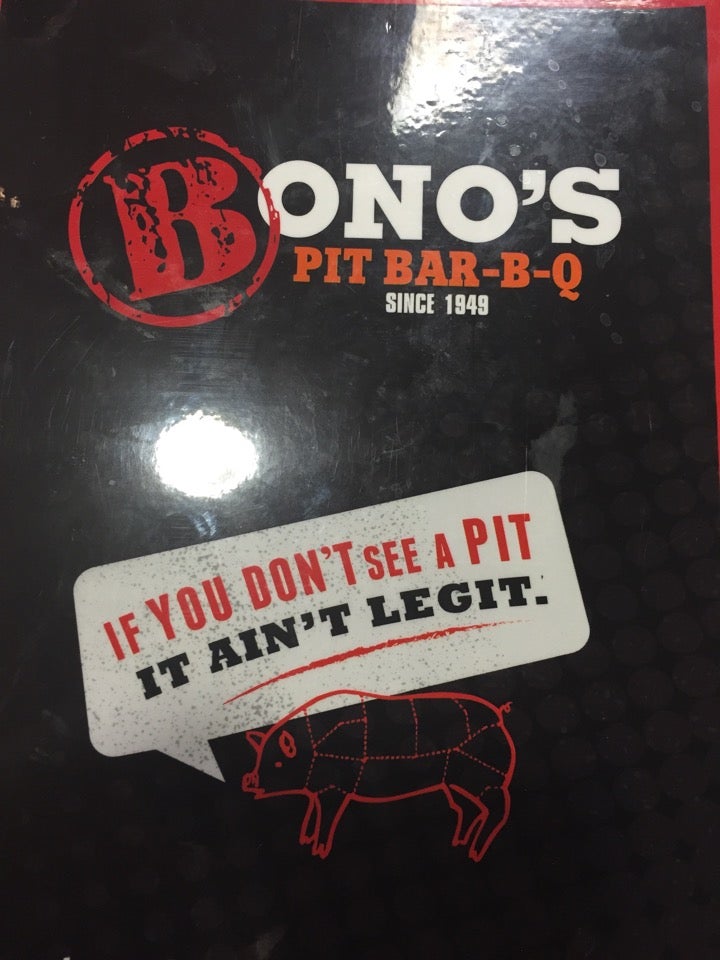 BONO'S
PIT BAR-B-Q
SINCE 1949
IF YOU DON'T SEE A PIT
IT AIN'T LEGIT.